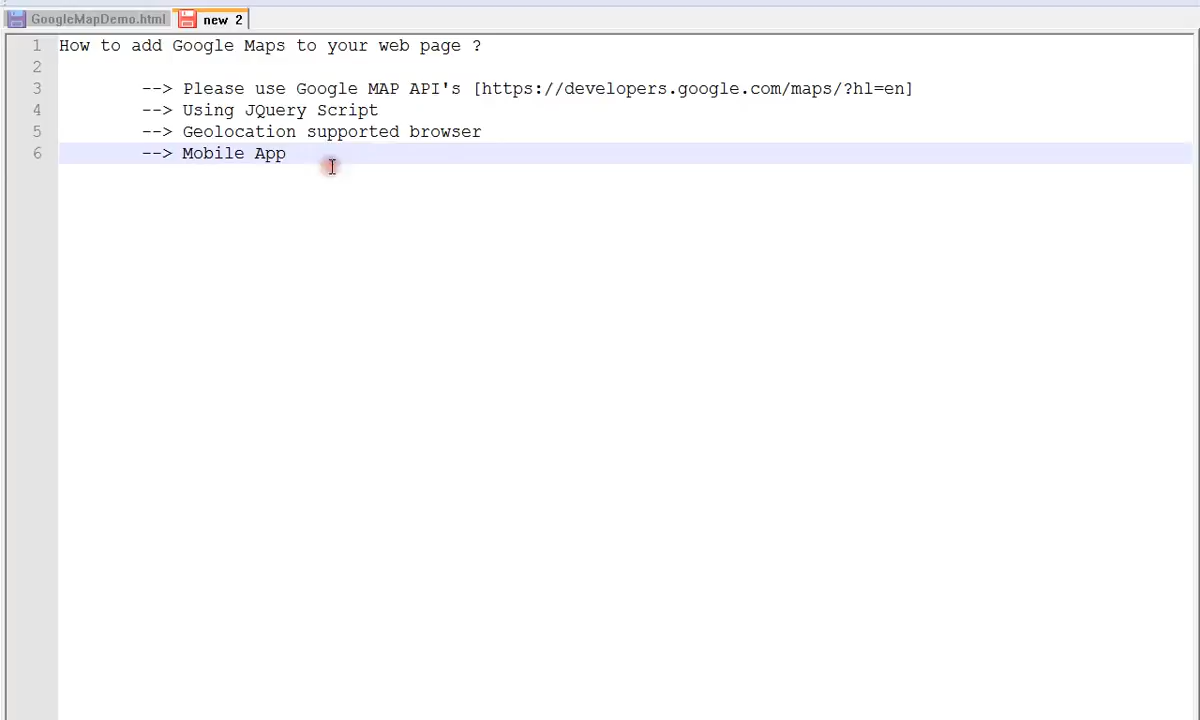 GoogleMapDemo.html new 2
1 How to add Google Maps to your web page ?
2
3 --> Please use Google MAP API's [https://developers.google.com/maps/?hl=en]
4 --> Using JQuery Script
5 --> Geolocation supported browser
6 --> Mobile App